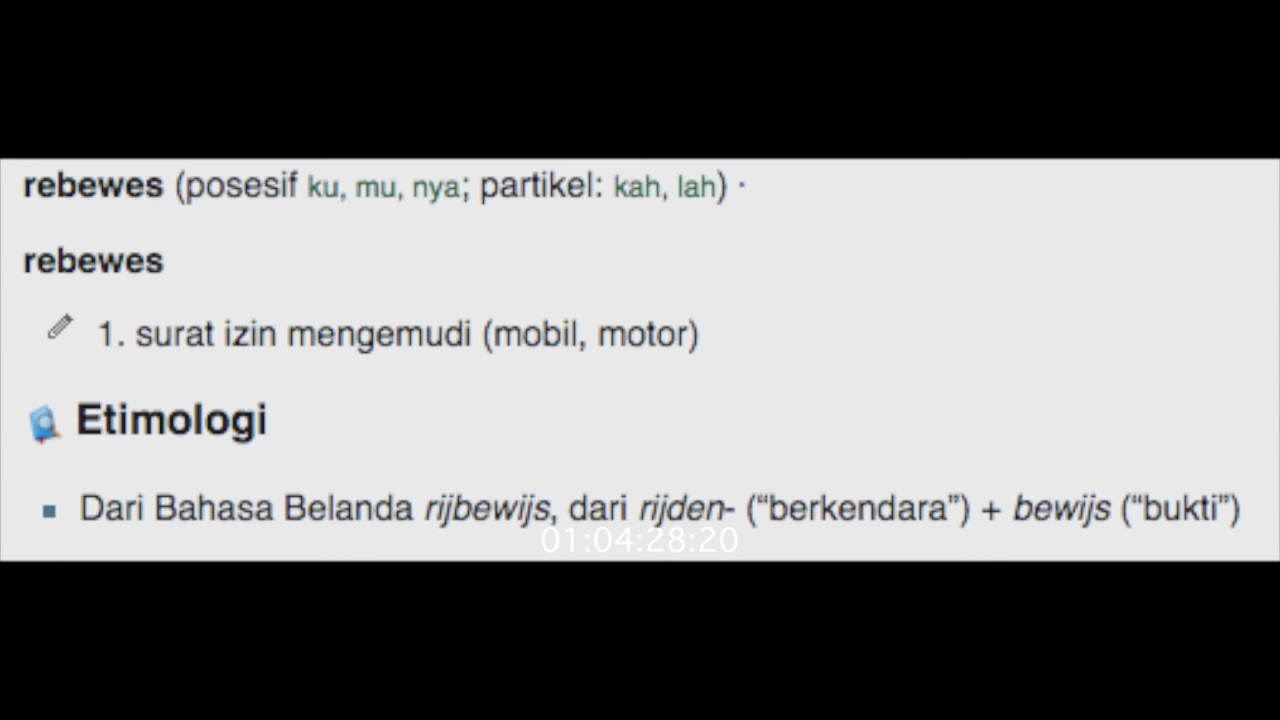 rebewes (posesif ku, mu, nya; partikel: kah, lah) ·
rebewes
1. surat izin mengemudi (mobil, motor)
Etimologi
Dari Bahasa Belanda rijbewijs, dari rijden- (“berkendara”) + bewijs (“bukti”)
01:04:28:20